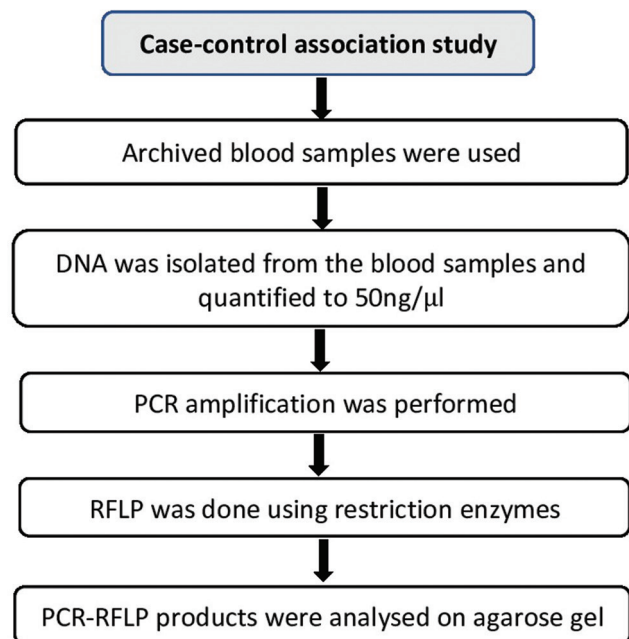 Case-control association study
Archived blood samples were used
DNA was isolated from the blood samples and
quantified to 50ng/μl
PCR amplification was performed
RFLP was done using restriction enzymes
PCR-RFLP products were analysed on agarose gel